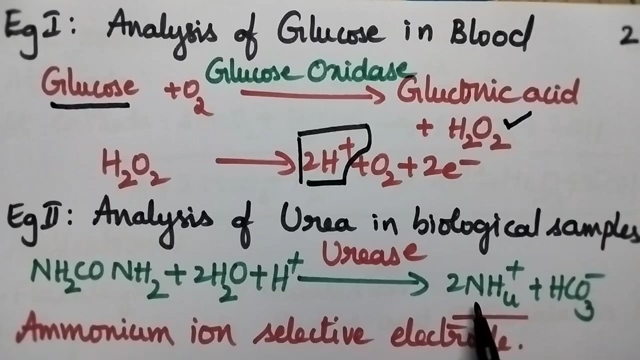 Eg I: Analysis of Glucose in Blood 2
Glucose + O₂ Glucose Oxidase → Gluctonic acid
+ H₂O₂ ✓
H₂O₂ → 2H⁺ + O₂ + 2e⁻
Eg II: Analysis of Urea in biological samples
NH₂CONH₂ + 2H₂O + H⁺ Urease → 2NH₄⁺ + HCO₃⁻
Ammonium ion selective electrode.